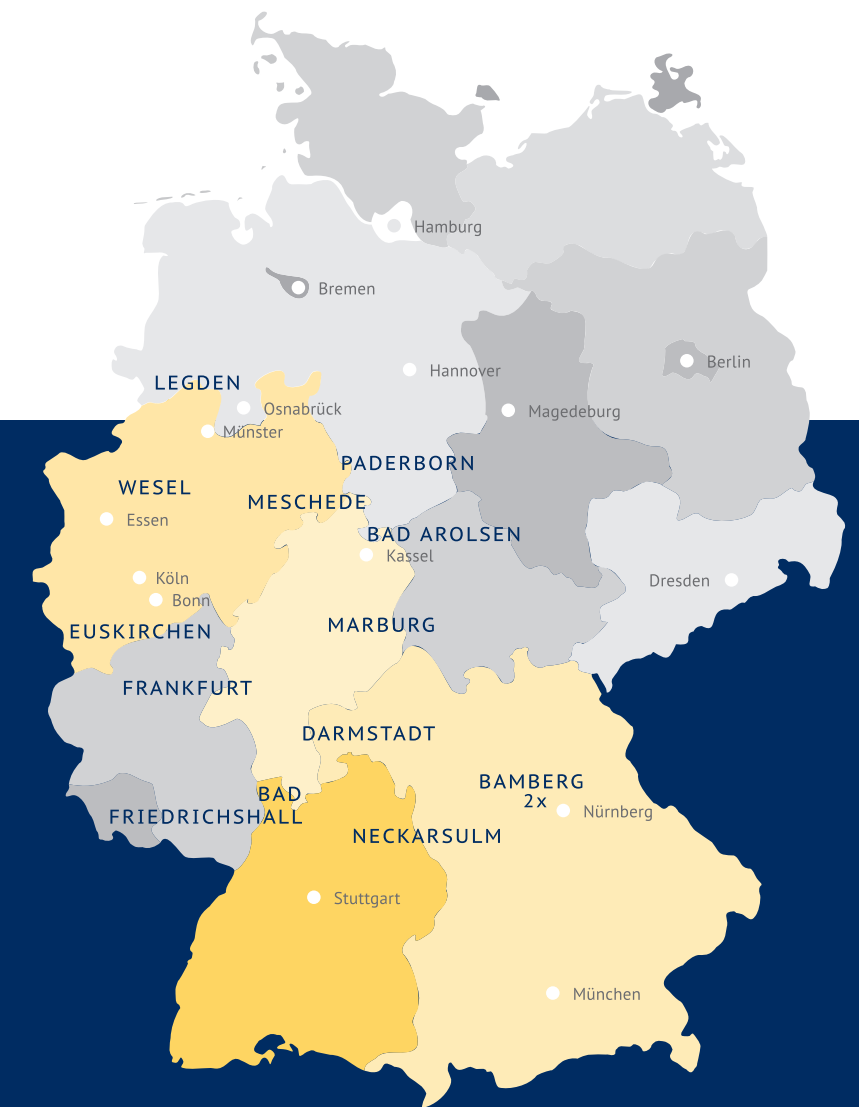 Hamburg
Bremen
Berlin
Hannover
LEGDEN
Osnabrück
Magedeburg
Münster
PADERBORN
WESEL
MESCHEDE
Essen
BAD AROLSEN
Kassel
Köln
Dresden
Bonn
MARBURG
EUSKIRCHEN
FRANKFURT
DARMSTADT
BAMBERG
2x
BAD
FRIEDRICHSHALL
Nürnberg
NECKARSULM
Stuttgart
München